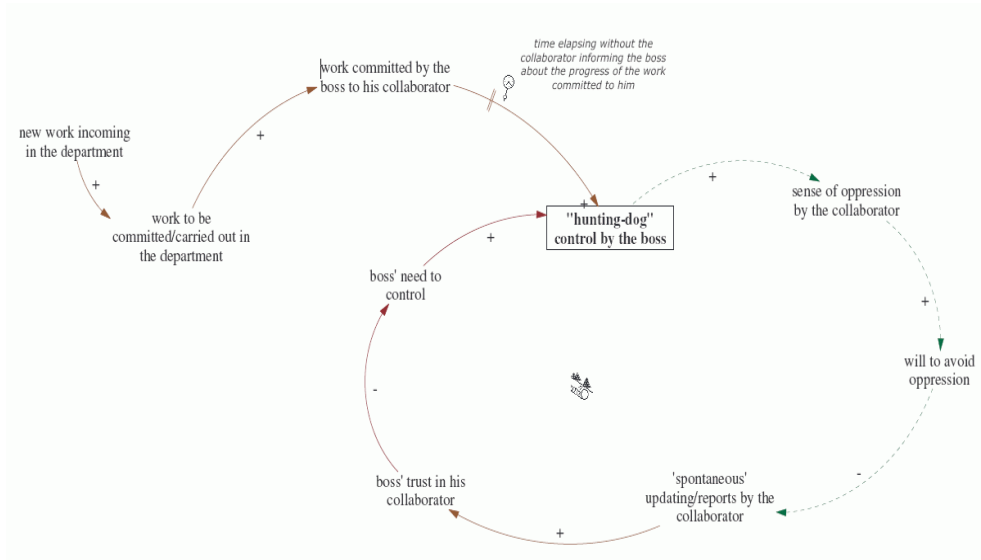 time elapsing without the
collaborator informing the boss
about the progress of the work
committed to him
work committed by the
boss to his collaborator
+
new work incoming
in the department
+
work to be
committed/carried out in
the department
+
sense of oppression
by the collaborator
+
"hunting-dog"
control by the boss
+
boss' need to
control
+
will to avoid
oppression
-
boss' trust in his
collaborator
'spontaneous'
updating/reports by the
collaborator
-
+